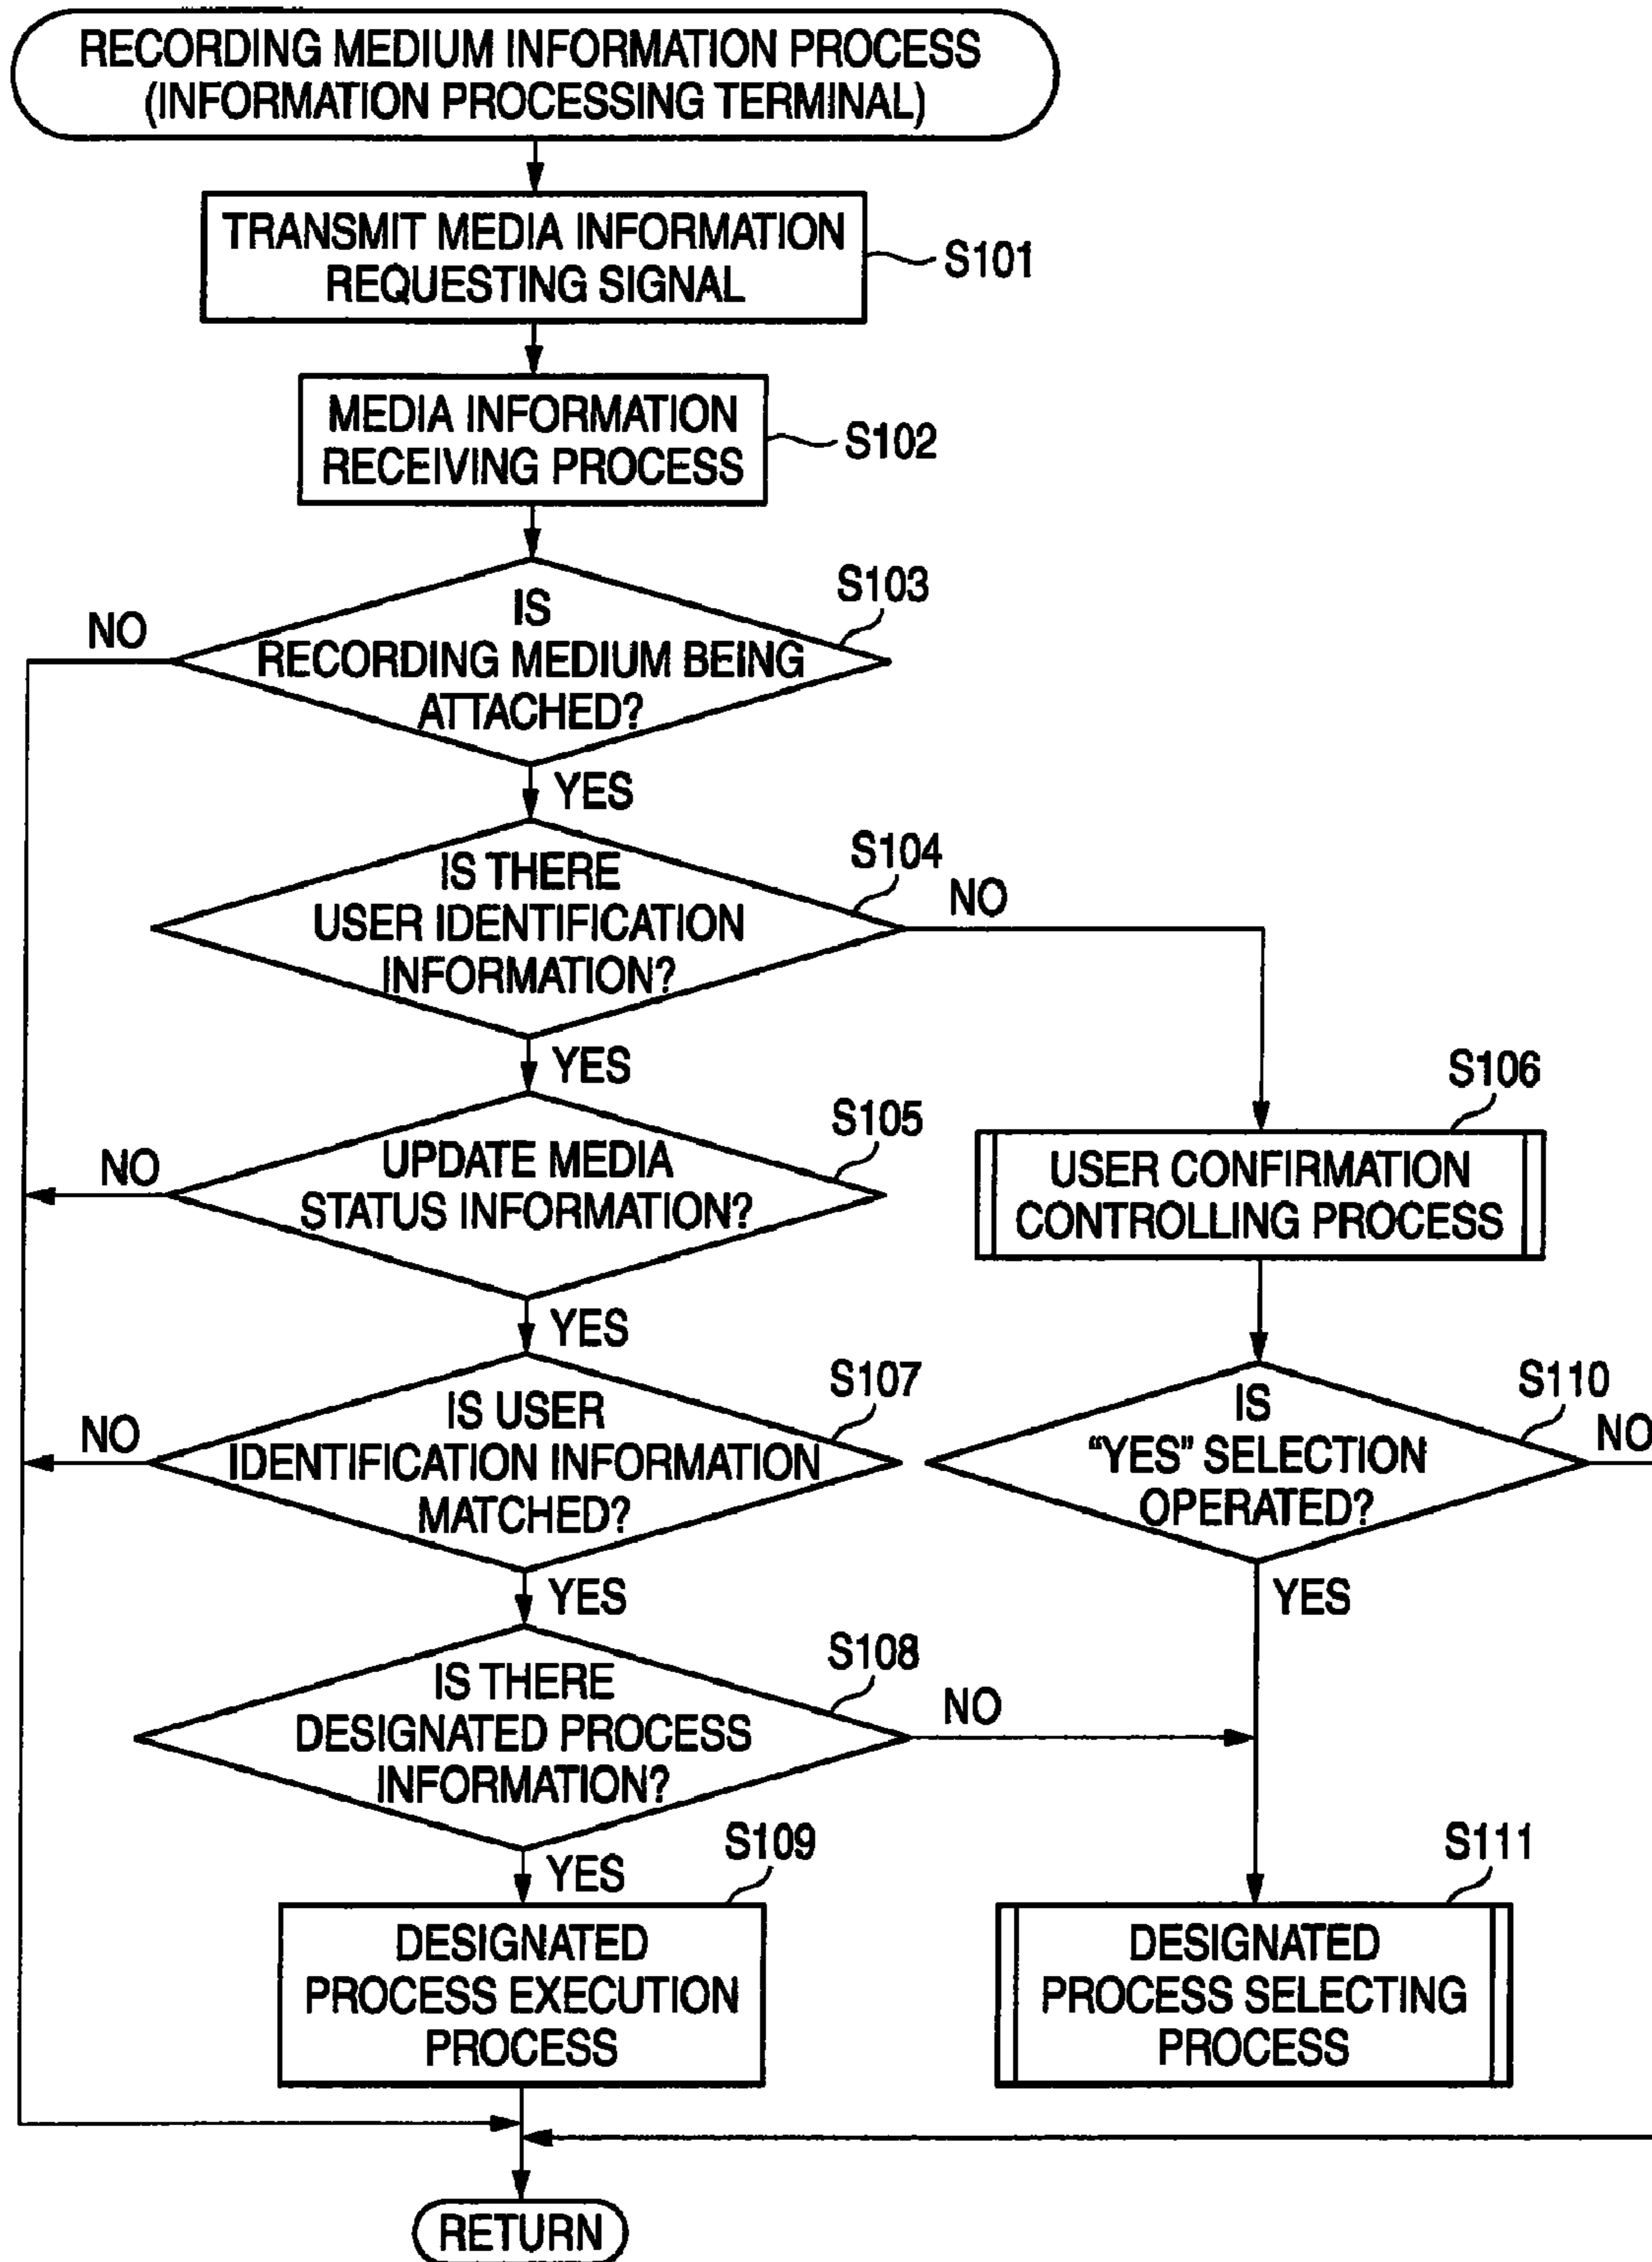 RECORDING MEDIUM INFORMATION PROCESS
(INFORMATION PROCESSING TERMINAL)
TRANSMIT MEDIA INFORMATION
REQUESTING SIGNAL
S101
MEDIA INFORMATION
RECEIVING PROCESS
S102
S103
NO
IS
RECORDING MEDIUM BEING
ATTACHED?
YES
S104
IS THERE
USER IDENTIFICATION
INFORMATION?
NO
YES
S105
NO
UPDATE MEDIA
STATUS INFORMATION?
S106
USER CONFIRMATION
CONTROLLING PROCESS
YES
S107
NO
IS USER
IDENTIFICATION INFORMATION
MATCHED?
S110
IS
"YES" SELECTION
OPERATED?
NO
YES
YES
S108
IS THERE
DESIGNATED PROCESS
INFORMATION?
NO
YES
S109
DESIGNATED
PROCESS EXECUTION
PROCESS
S111
DESIGNATED
PROCESS SELECTING
PROCESS
RETURN